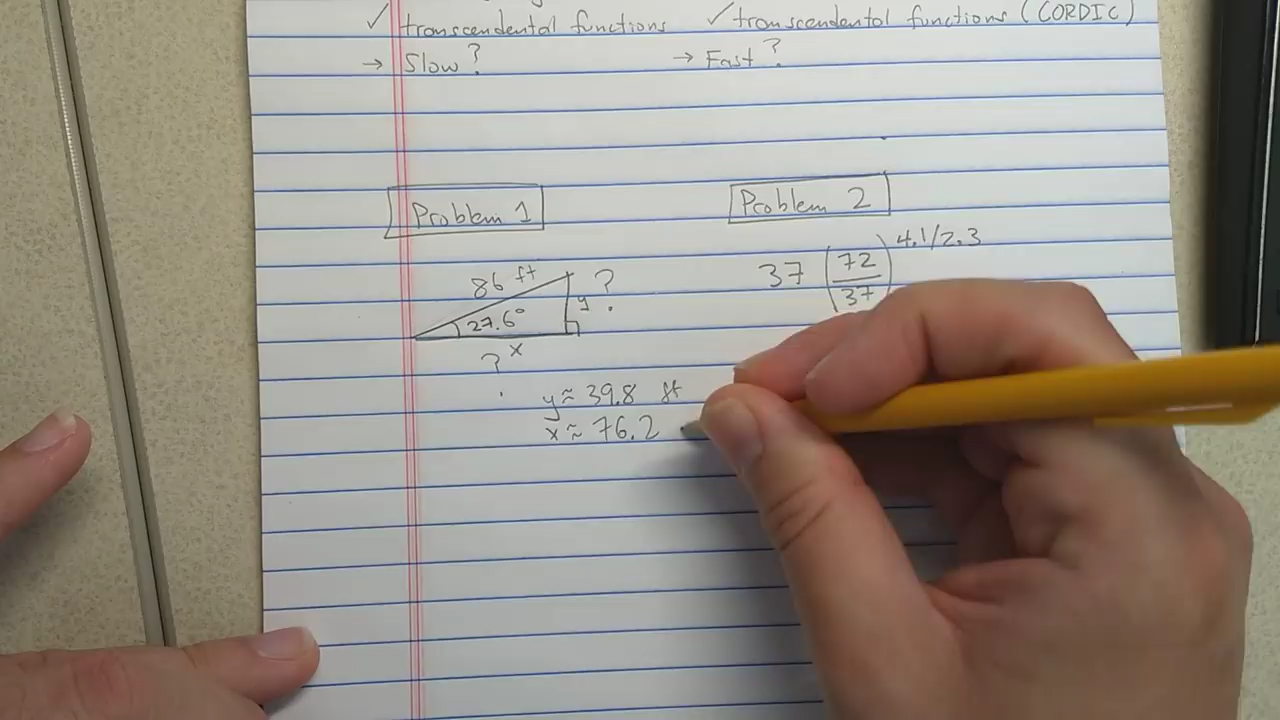 ✓ transcendental functions
→ Slow?
✓ transcendental functions (CORDIC)
→ Fast?
Problem 1
86 ft
27.6°
y ?
? x
y ≈ 39.8 ft
x ≈ 76.2
Problem 2
37 (72/37)^4.1/2.3